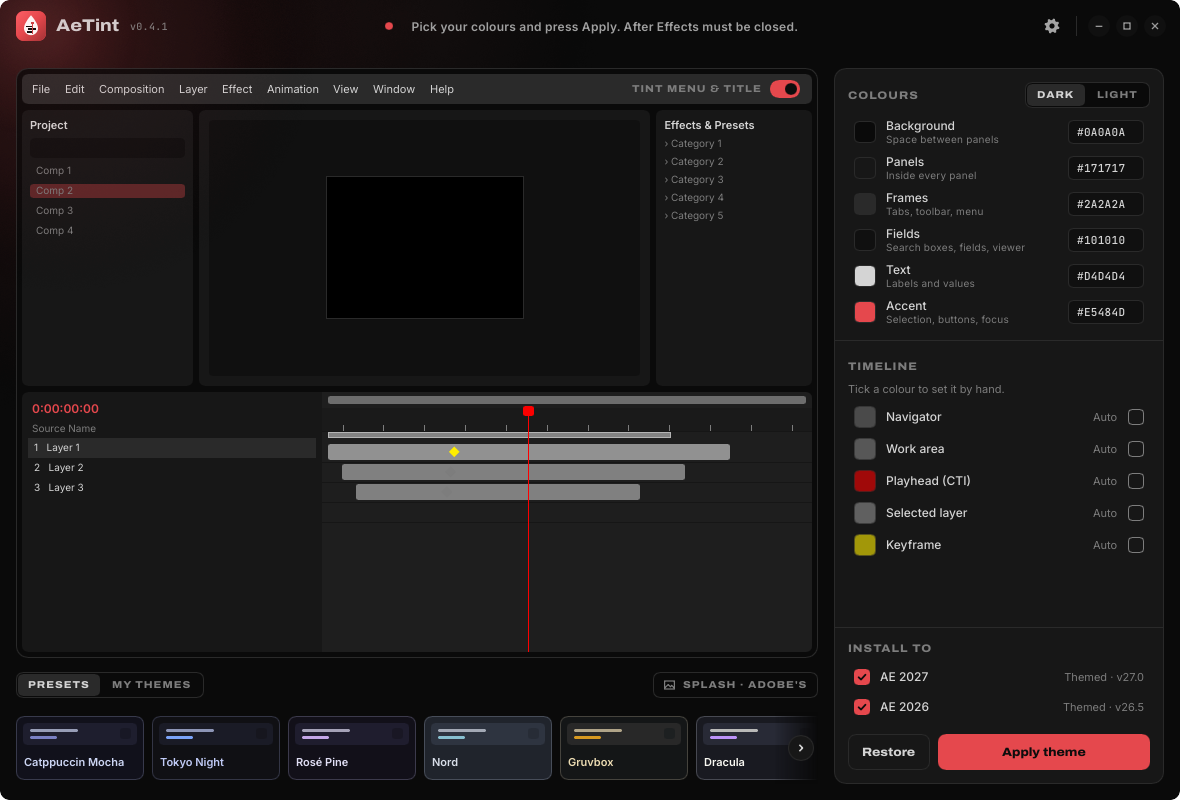 AeTint v0.4.1
Pick your colours and press Apply. After Effects must be closed.
File Edit Composition Layer Effect Animation View Window Help
TINT MENU & TITLE
Project
Comp 1
Comp 2
Comp 3
Comp 4
Effects & Presets
› Category 1
› Category 2
› Category 3
› Category 4
› Category 5
0:00:00:00
Source Name
1 Layer 1
2 Layer 2
3 Layer 3
PRESETS MY THEMES
SPLASH · ADOBE'S
Catppuccin Mocha
Tokyo Night
Rosé Pine
Nord
Gruvbox
Dracula
COLOURS
DARK LIGHT
Background
Space between panels
#0A0A0A
Panels
Inside every panel
#171717
Frames
Tabs, toolbar, menu
#2A2A2A
Fields
Search boxes, fields, viewer
#101010
Text
Labels and values
#D4D4D4
Accent
Selection, buttons, focus
#E5484D
TIMELINE
Tick a colour to set it by hand.
Navigator Auto
Work area Auto
Playhead (CTI) Auto
Selected layer Auto
Keyframe Auto
INSTALL TO
AE 2027 Themed · v27.0
AE 2026 Themed · v26.5
Restore
Apply theme